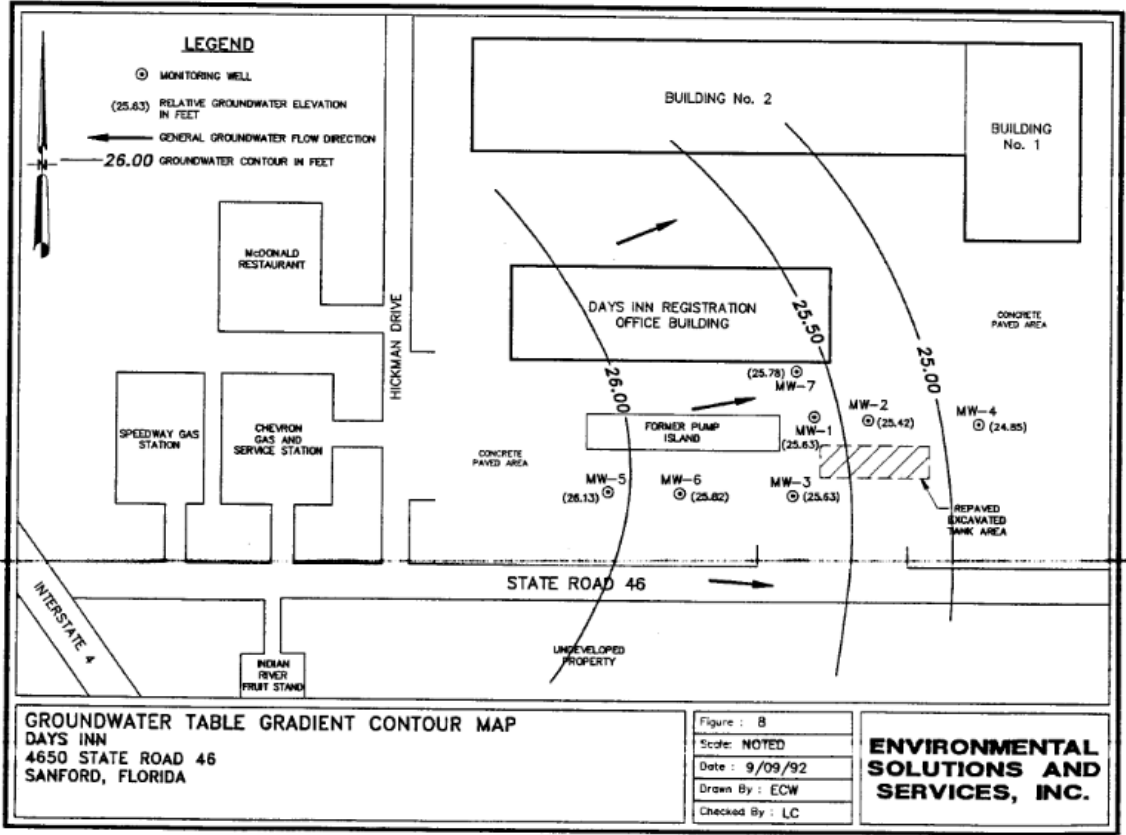 LEGEND
MONITORING WELL
(25.63) RELATIVE GROUNDWATER ELEVATION
IN FEET
GENERAL GROUNDWATER FLOW DIRECTION
26.00 GROUNDWATER CONTOUR IN FEET
N
BUILDING No. 2
BUILDING
No. 1
McDONALD
RESTAURANT
HICKMAN DRIVE
DAYS INN REGISTRATION
OFFICE BUILDING
25.50
25.00
26.00
CONCRETE
PAVED AREA
(25.78)
MW-7
MW-2
(25.42)
MW-4
(24.85)
MW-1
(25.63)
FORMER PUMP
ISLAND
SPEEDWAY GAS
STATION
CHEVRON
GAS AND
SERVICE STATION
CONCRETE
PAVED AREA
MW-5
(26.13)
MW-6
(25.82)
MW-3
(25.63)
REPAVED
EXCAVATED
TANK AREA
STATE ROAD 46
INTERSTATE 4
INDIAN
RIVER
FRUIT STAND
UNDEVELOPED
PROPERTY
GROUNDWATER TABLE GRADIENT CONTOUR MAP
DAYS INN
4650 STATE ROAD 46
SANFORD, FLORIDA
Figure : 8
Scale: NOTED
Date : 9/09/92
Drawn By : ECW
Checked By : LC
ENVIRONMENTAL
SOLUTIONS AND
SERVICES, INC.